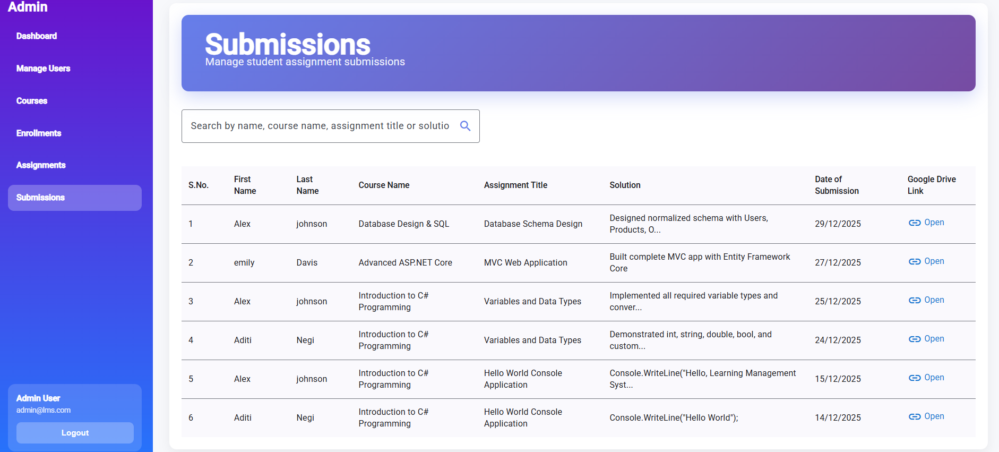 Admin
Dashboard
Manage Users
Courses
Enrollments
Assignments
Submissions
Admin User
admin@lms.com
Logout
Submissions
Manage student assignment submissions
Search by name, course name, assignment title or solutio
S.No.
First
Name
Last
Name
Course Name
Assignment Title
Solution
Date of
Submission
Google Drive
Link
1
Alex
johnson
Database Design & SQL
Database Schema Design
Designed normalized schema with Users,
Products, O...
29/12/2025
Open
2
emily
Davis
Advanced ASP.NET Core
MVC Web Application
Built complete MVC app with Entity Framework
Core
27/12/2025
Open
3
Alex
johnson
Introduction to C#
Programming
Variables and Data Types
Implemented all required variable types and
conver...
25/12/2025
Open
4
Aditi
Negi
Introduction to C#
Programming
Variables and Data Types
Demonstrated int, string, double, bool, and
custom...
24/12/2025
Open
5
Alex
johnson
Introduction to C#
Programming
Hello World Console
Application
Console.WriteLine("Hello, Learning Management
Syst...
15/12/2025
Open
6
Aditi
Negi
Introduction to C#
Programming
Hello World Console
Application
Console.WriteLine("Hello World");
14/12/2025
Open